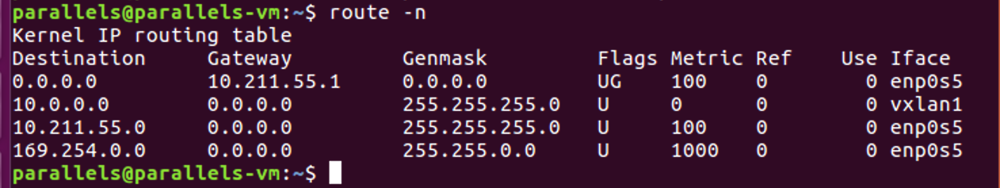 parallels@parallels-vm:~$ route -n
Kernel IP routing table
Destination     Gateway         Genmask         Flags Metric Ref    Use Iface
0.0.0.0         10.211.55.1     0.0.0.0         UG    100    0        0 enp0s5
10.0.0.0        0.0.0.0         255.255.255.0   U     0      0        0 vxlan1
10.211.55.0     0.0.0.0         255.255.255.0   U     100    0        0 enp0s5
169.254.0.0     0.0.0.0         255.255.0.0     U     1000   0        0 enp0s5
parallels@parallels-vm:~$